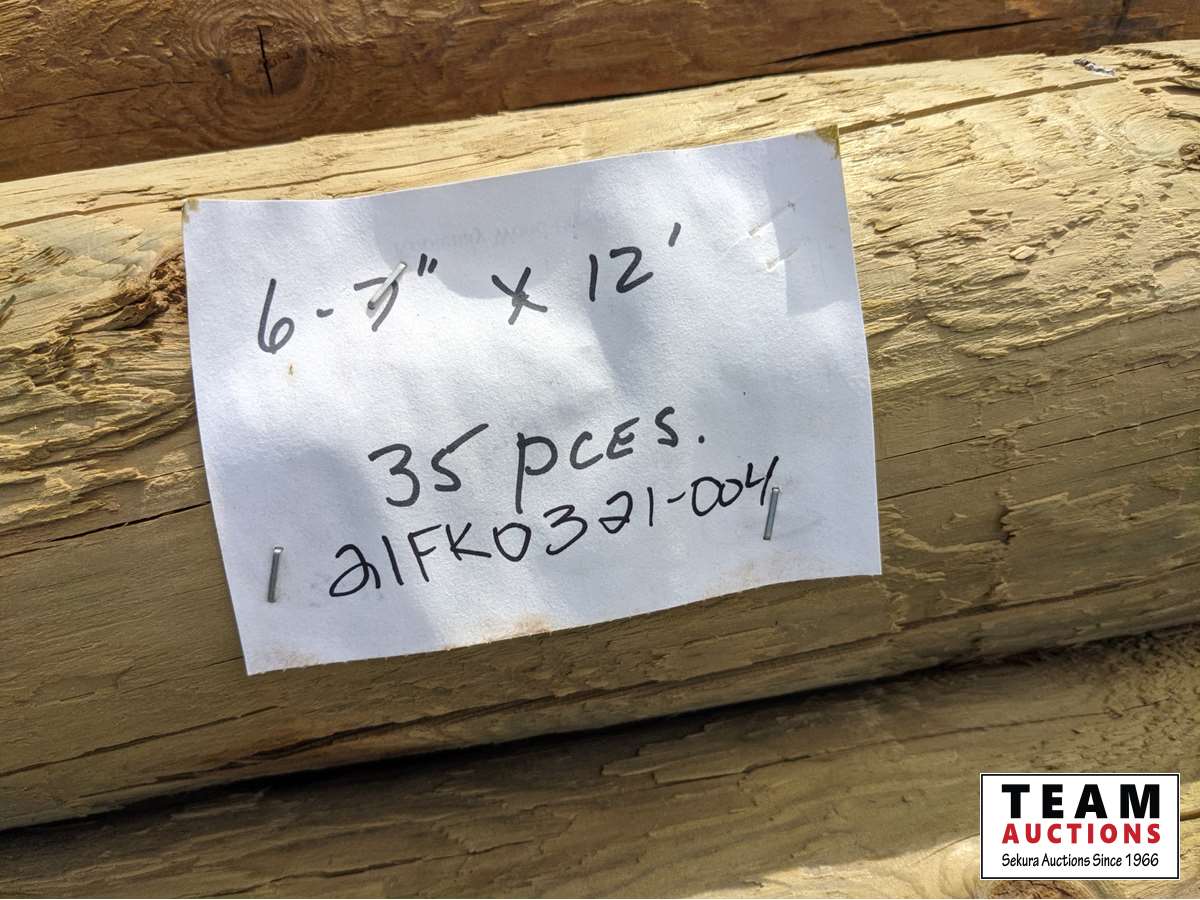 6-7" x 12'
35 PCES.
21FK0321-004
TEAM
AUCTIONS
Sekura Auctions Since 1966